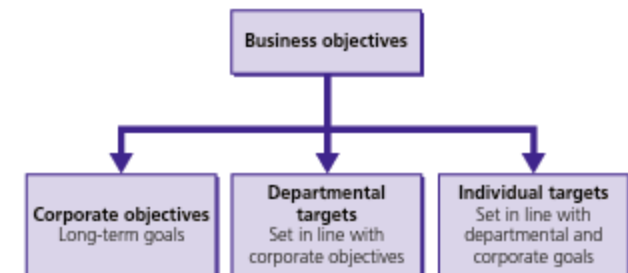 Business objectives
Corporate objectives
Long-term goals
Departmental
targets
Set in line with
corporate objectives
Individual targets
Set in line with
departmental and
corporate goals